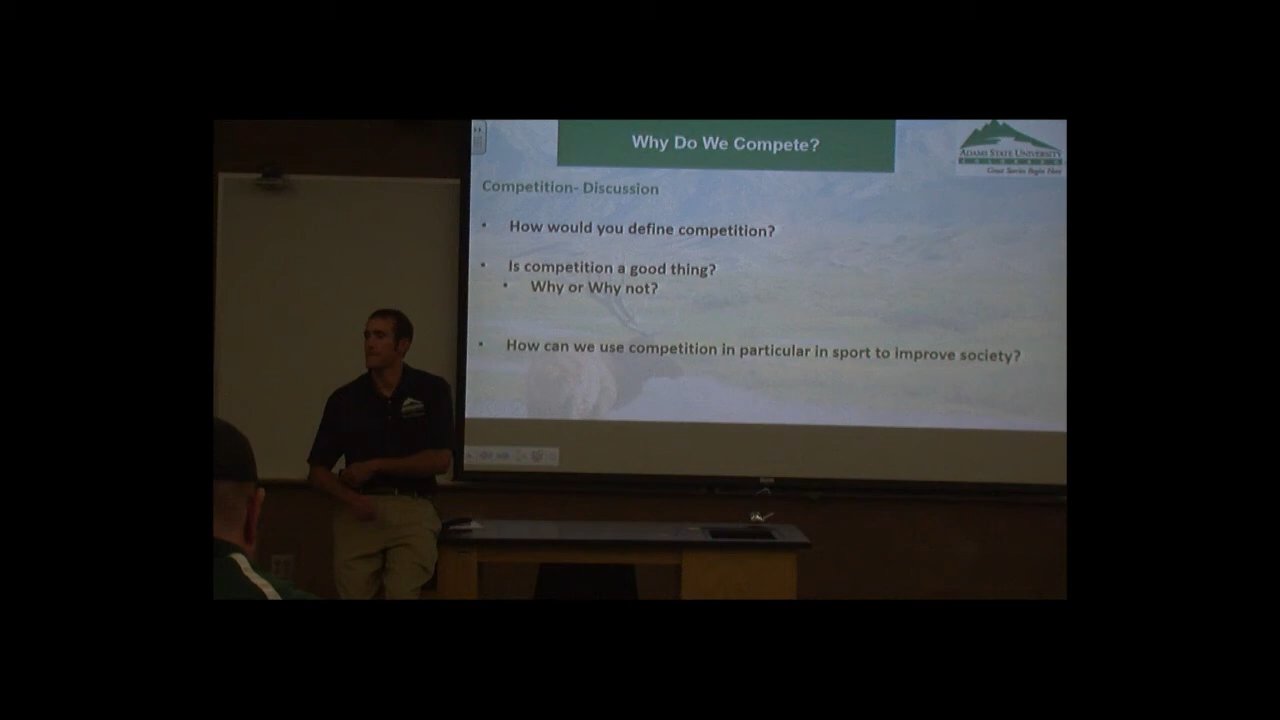 Why Do We Compete?
ADAMS STATE UNIVERSITY
COLORADO
Great Stories Begin Here
Competition- Discussion
• How would you define competition?
• Is competition a good thing?
• Why or Why not?
• How can we use competition in particular in sport to improve society?